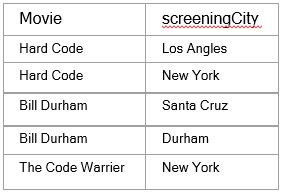 Movie screeningCity
Hard Code Los Angles
Hard Code New York
Bill Durham Santa Cruz
Bill Durham Durham
The Code Warrier New York